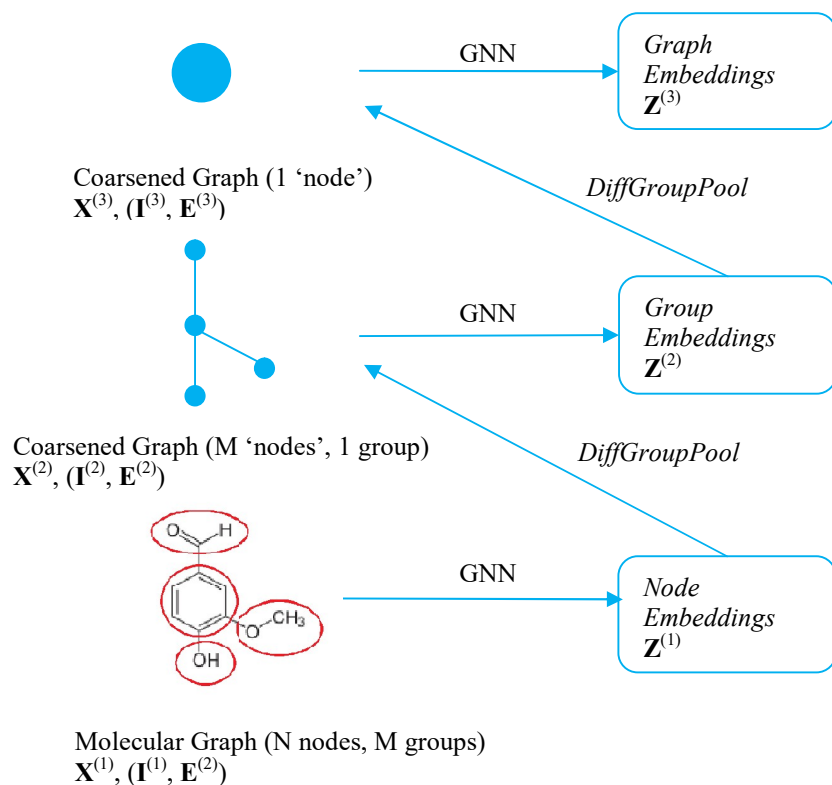 GNN
Graph
Embeddings
Z⁽³⁾
Coarsened Graph (1 ‘node’)
X⁽³⁾, (I⁽³⁾, E⁽³⁾)
DiffGroupPool
GNN
Group
Embeddings
Z⁽²⁾
Coarsened Graph (M ‘nodes’, 1 group)
X⁽²⁾, (I⁽²⁾, E⁽²⁾)
DiffGroupPool
O H
GNN
Node
Embeddings
Z⁽¹⁾
CH₃
O
OH
Molecular Graph (N nodes, M groups)
X⁽¹⁾, (I⁽¹⁾, E⁽²⁾)